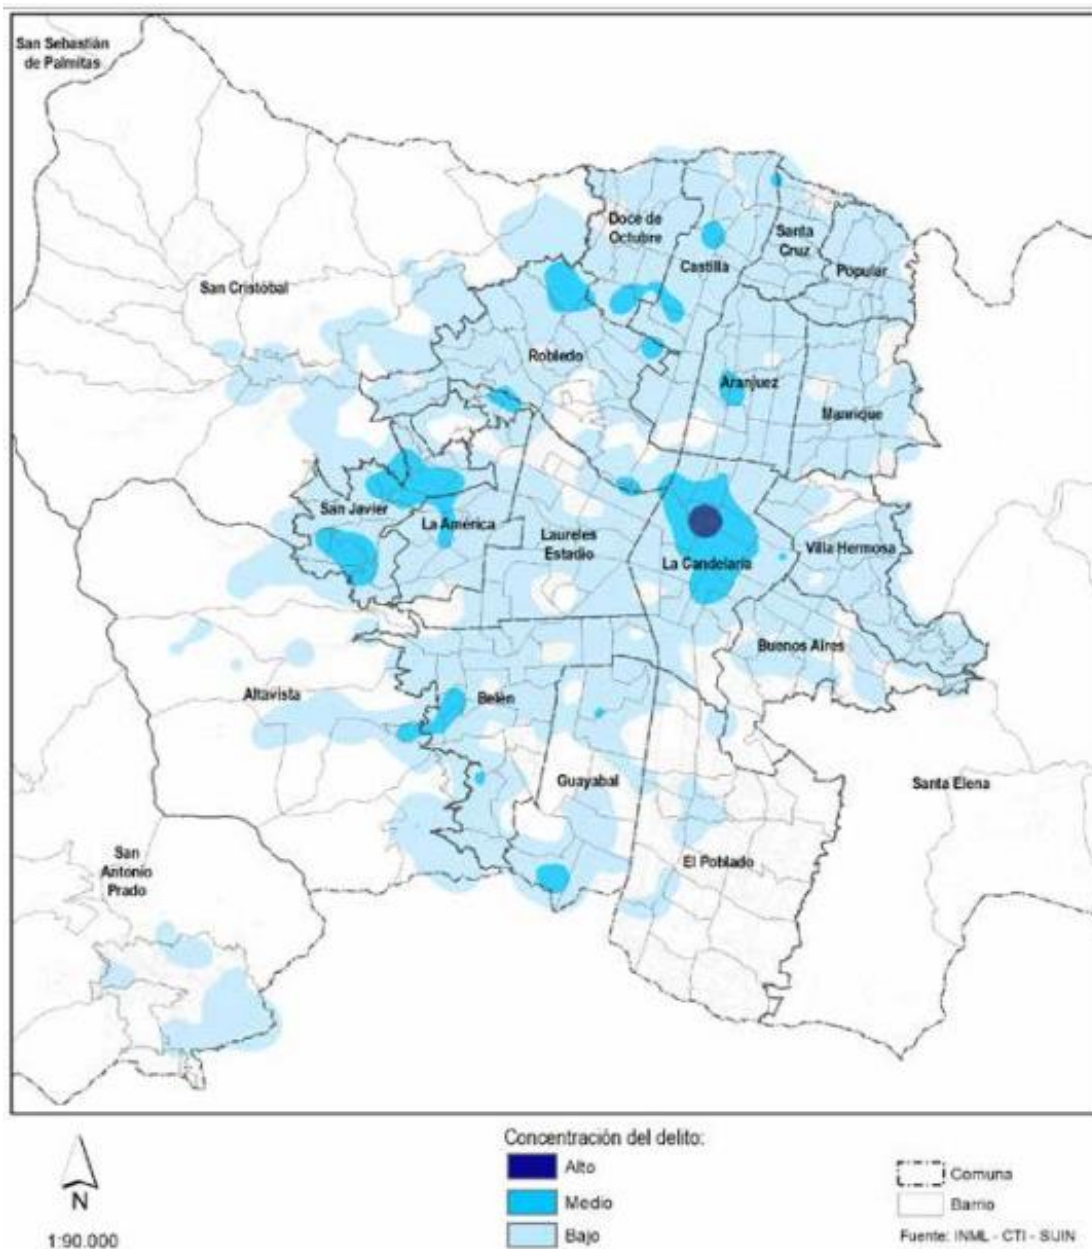 San Sebastián
de Palmitas
Doce de
Octubre
Santa
Cruz
Castilla
Popular
San Cristóbal
Robledo
Aranjuez
Manrique
San Javier
La América
Laureles
Estadio
La Candelaria
Villa Hermosa
Buenos Aires
Altavista
Belén
Guayabal
Santa Elena
San
Antonio
Prado
El Poblado
N
1:90.000
Concentración del delito:
Alto
Medio
Bajo
Comuna
Barrio
Fuente: INML - CTI - SIJIN